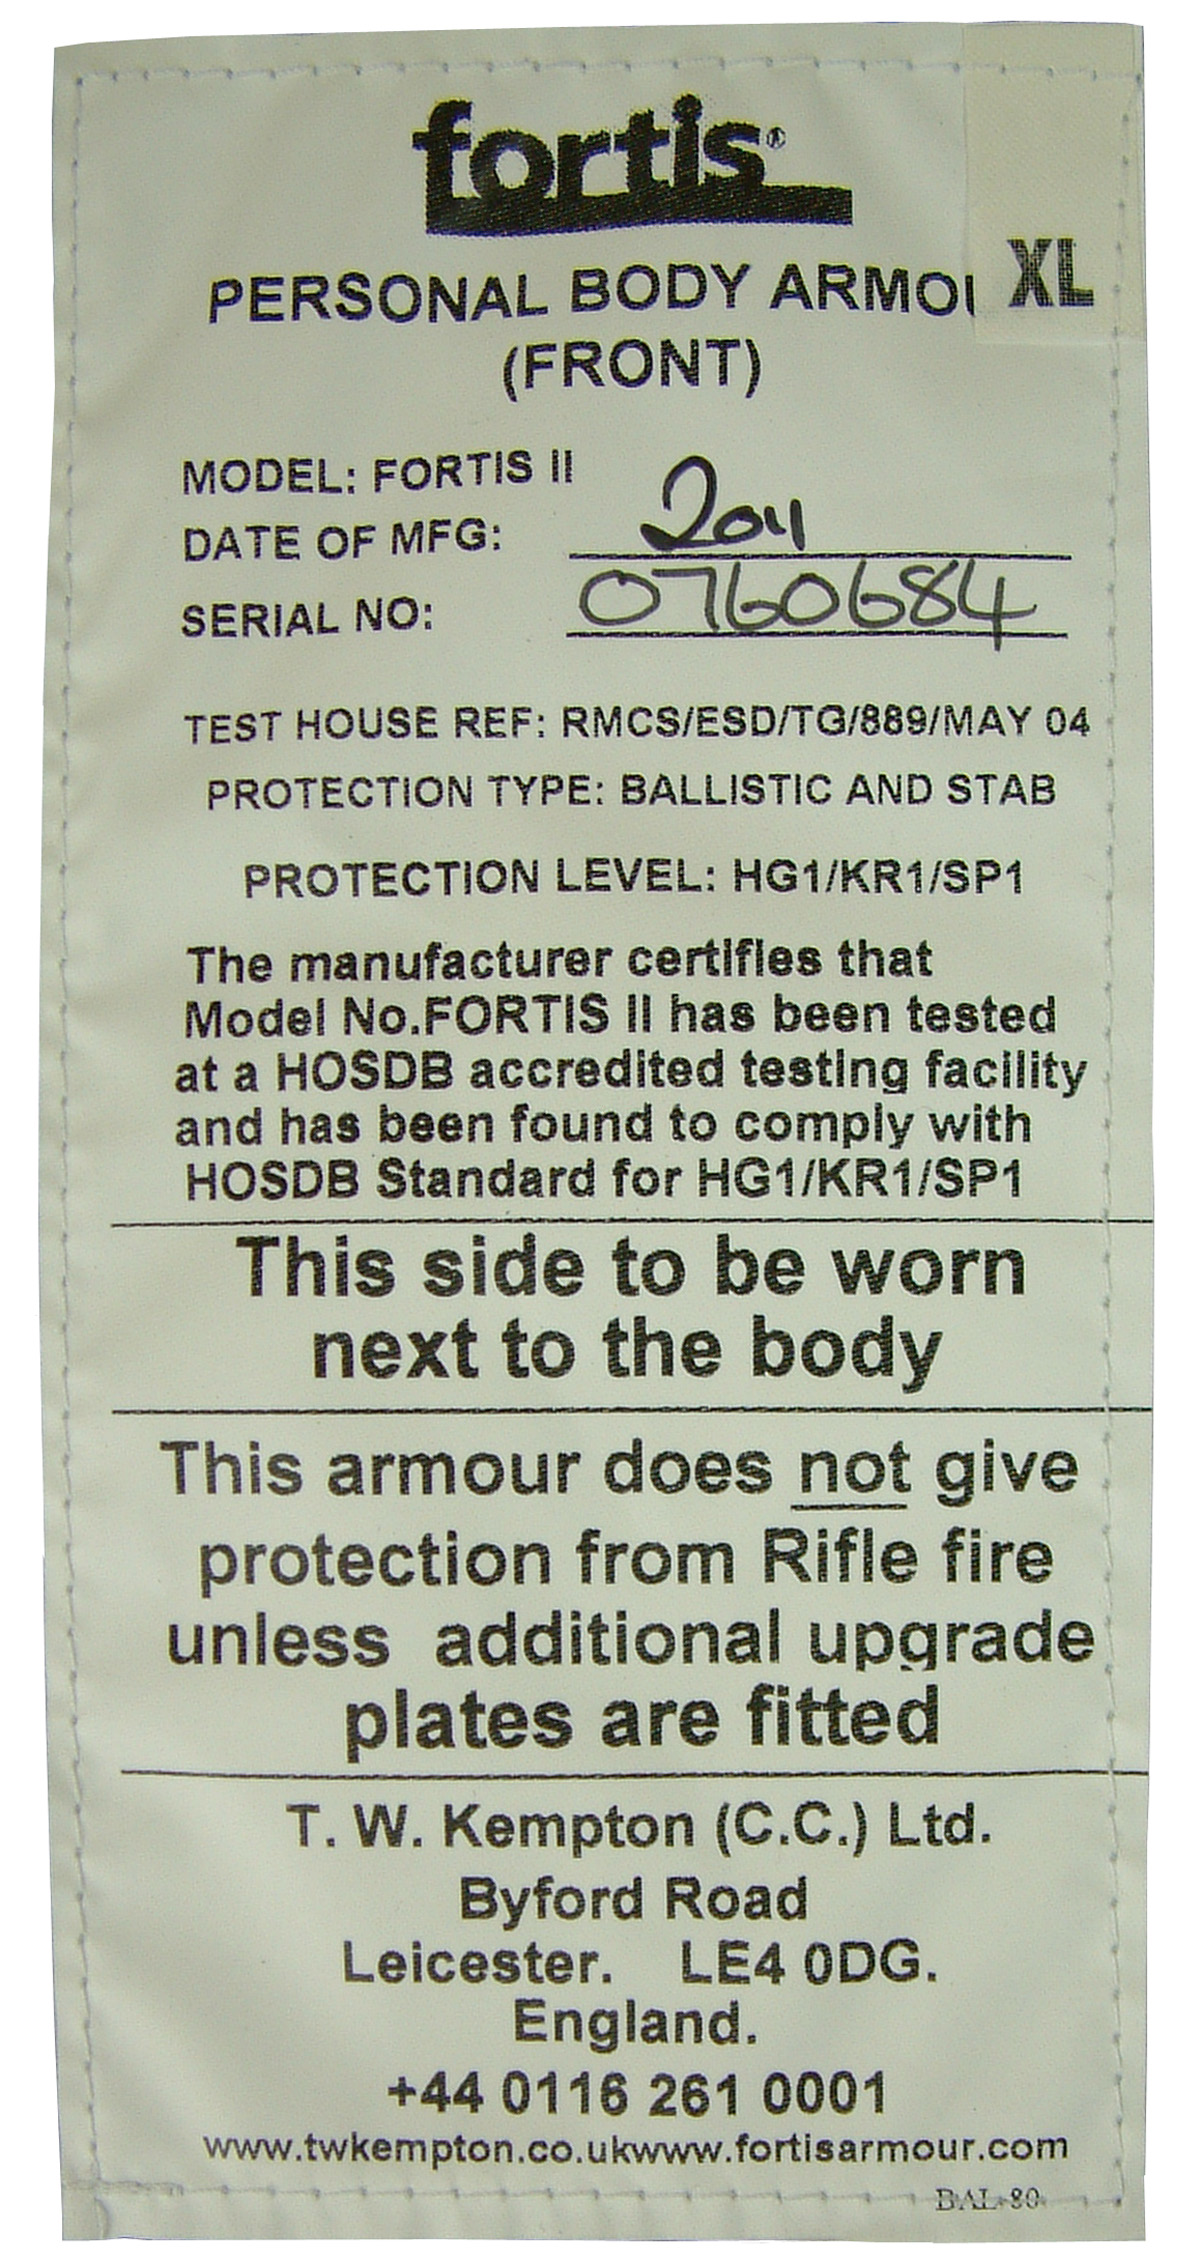 fortis®
PERSONAL BODY ARMOU XL
(FRONT)
MODEL: FORTIS II
DATE OF MFG: 2011
SERIAL NO: 0760684
TEST HOUSE REF: RMCS/ESD/TG/889/MAY 04
PROTECTION TYPE: BALLISTIC AND STAB
PROTECTION LEVEL: HG1/KR1/SP1
The manufacturer certifies that
Model No.FORTIS II has been tested
at a HOSDB accredited testing facility
and has been found to comply with
HOSDB Standard for HG1/KR1/SP1
This side to be worn
next to the body
This armour does not give
protection from Rifle fire
unless additional upgrade
plates are fitted
T. W. Kempton (C.C.) Ltd.
Byford Road
Leicester. LE4 0DG.
England.
+44 0116 261 0001
www.twkempton.co.ukwww.fortisarmour.com
BAL-80